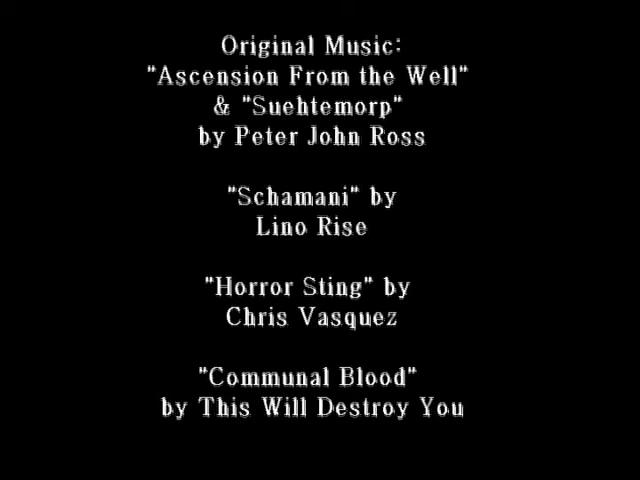 Original Music:
"Ascension From the Well"
& "Suehtemorp"
by Peter John Ross
"Schamani" by
Lino Rise
"Horror Sting" by
Chris Vasquez
"Communal Blood"
by This Will Destroy You